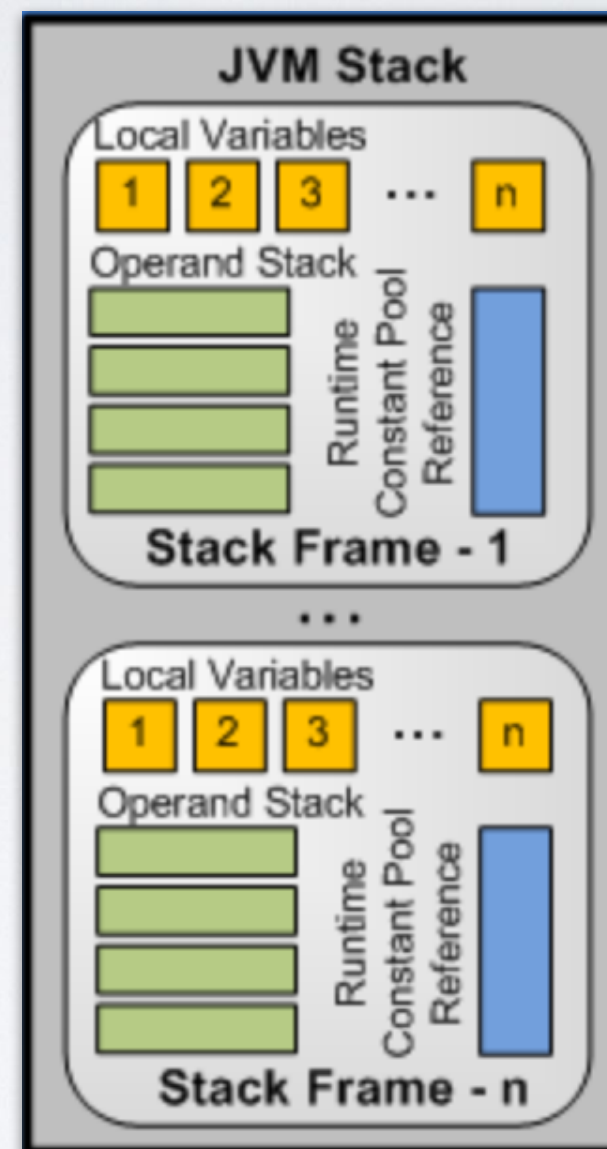 JVM Stack
Local Variables
1 2 3 ... n
Operand Stack
Runtime
Constant Pool
Reference
Stack Frame - 1
...
Local Variables
1 2 3 ... n
Operand Stack
Runtime
Constant Pool
Reference
Stack Frame - n